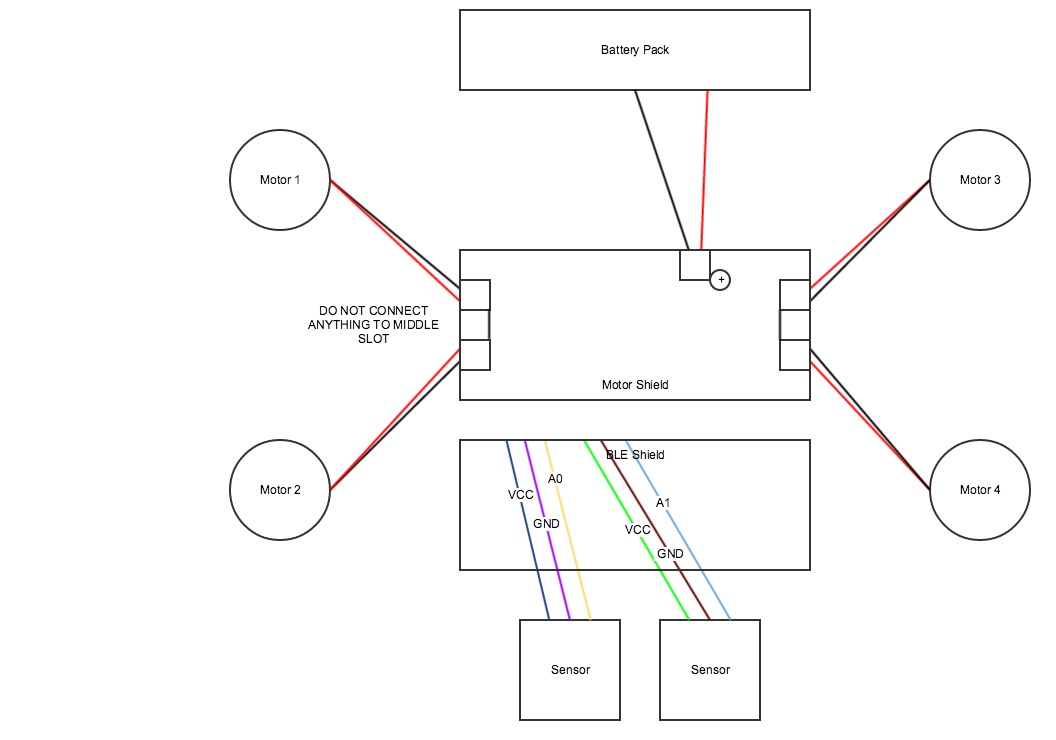 Battery Pack
Motor 1
Motor 3
+
DO NOT CONNECT
ANYTHING TO MIDDLE
SLOT
Motor Shield
BLE Shield
A0
VCC
A1
GND
VCC
GND
Motor 2
Motor 4
Sensor
Sensor